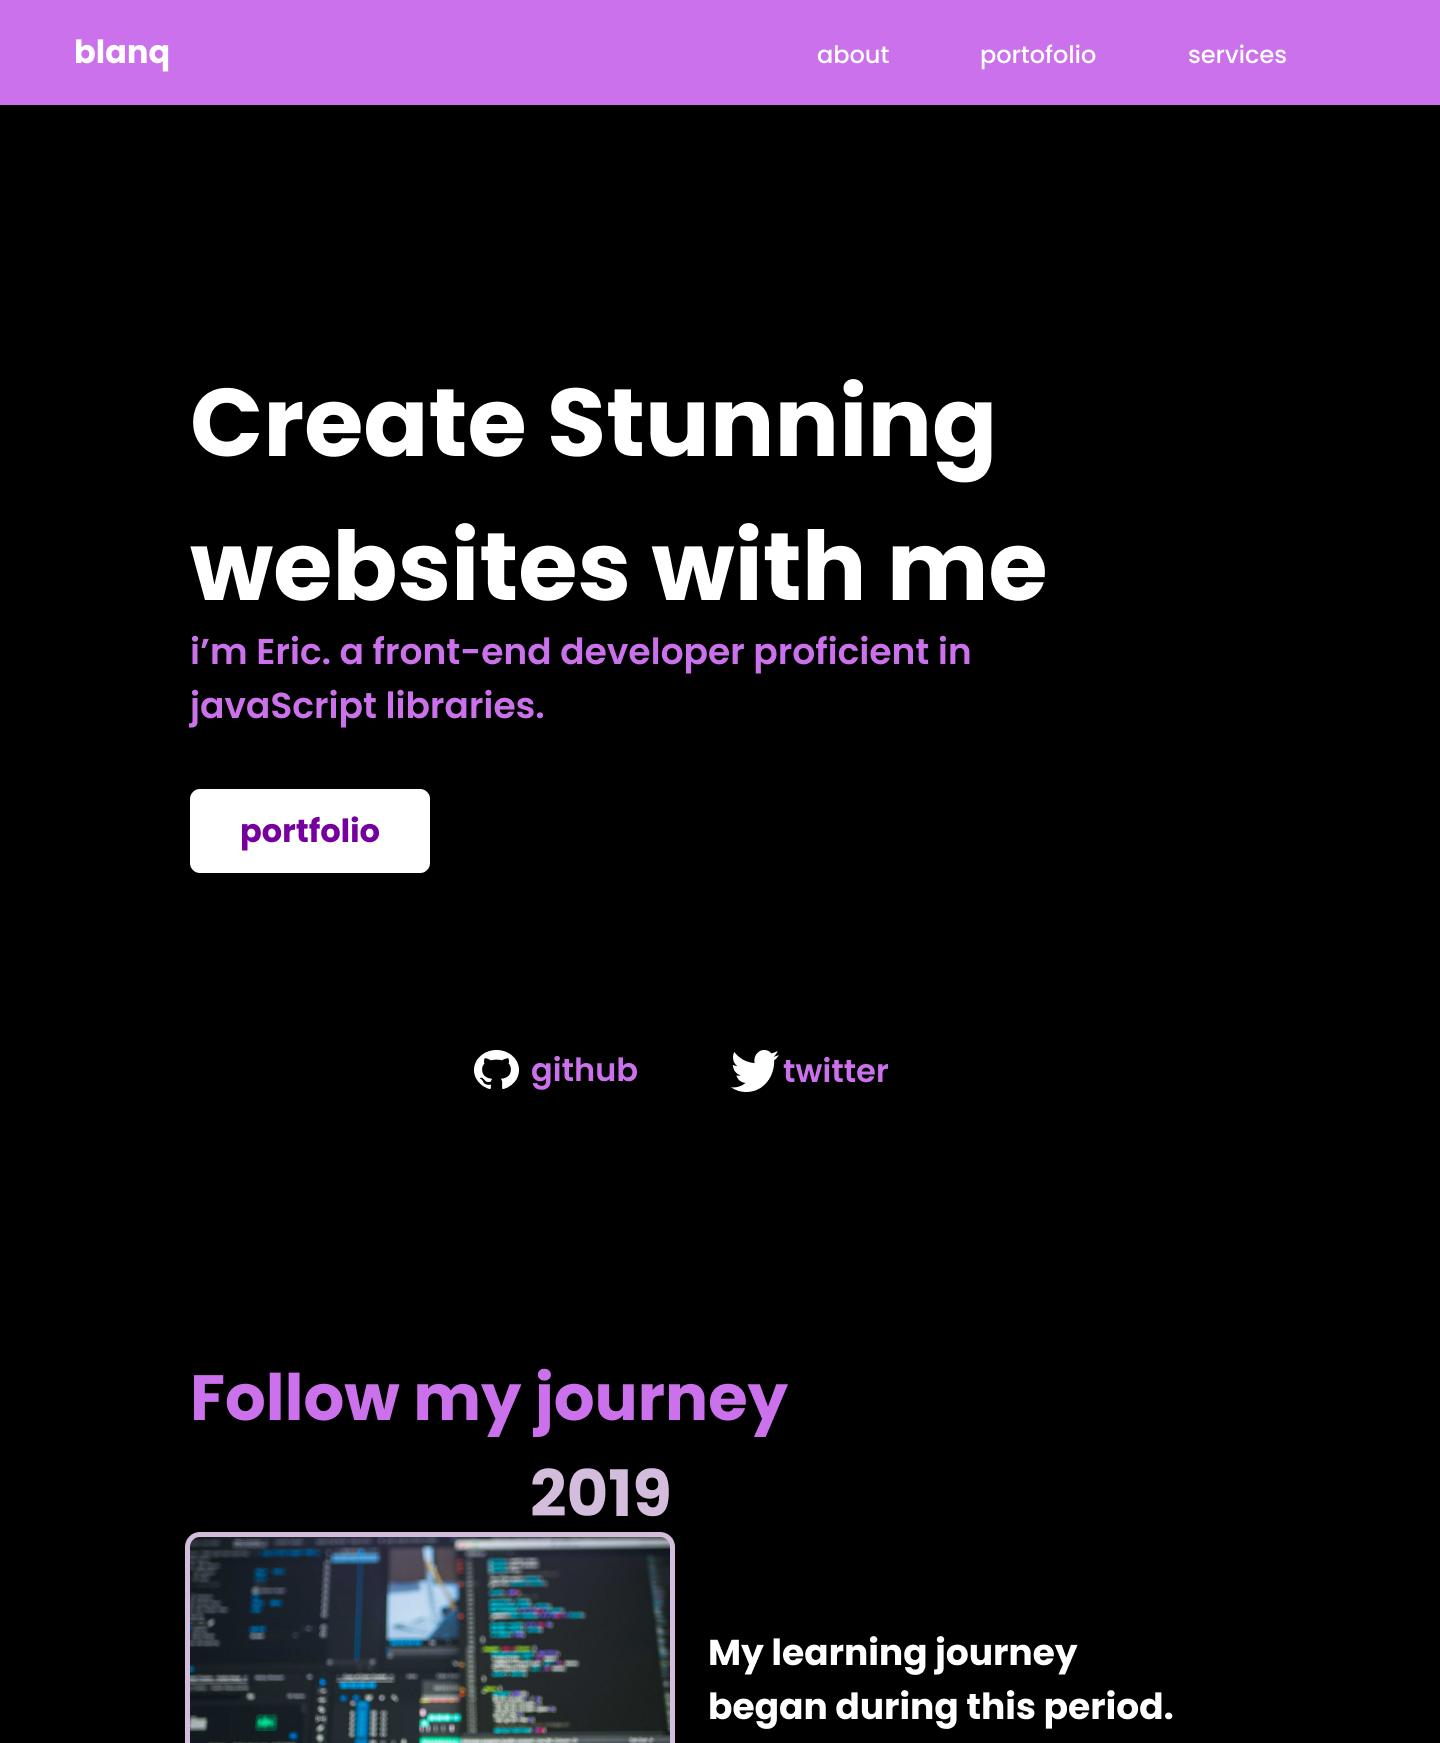 blanq
about portofolio services
Create Stunning
websites with me
i’m Eric. a front-end developer proficient in
javaScript libraries.
portfolio
github twitter
Follow my journey
2019
My learning journey
began during this period.